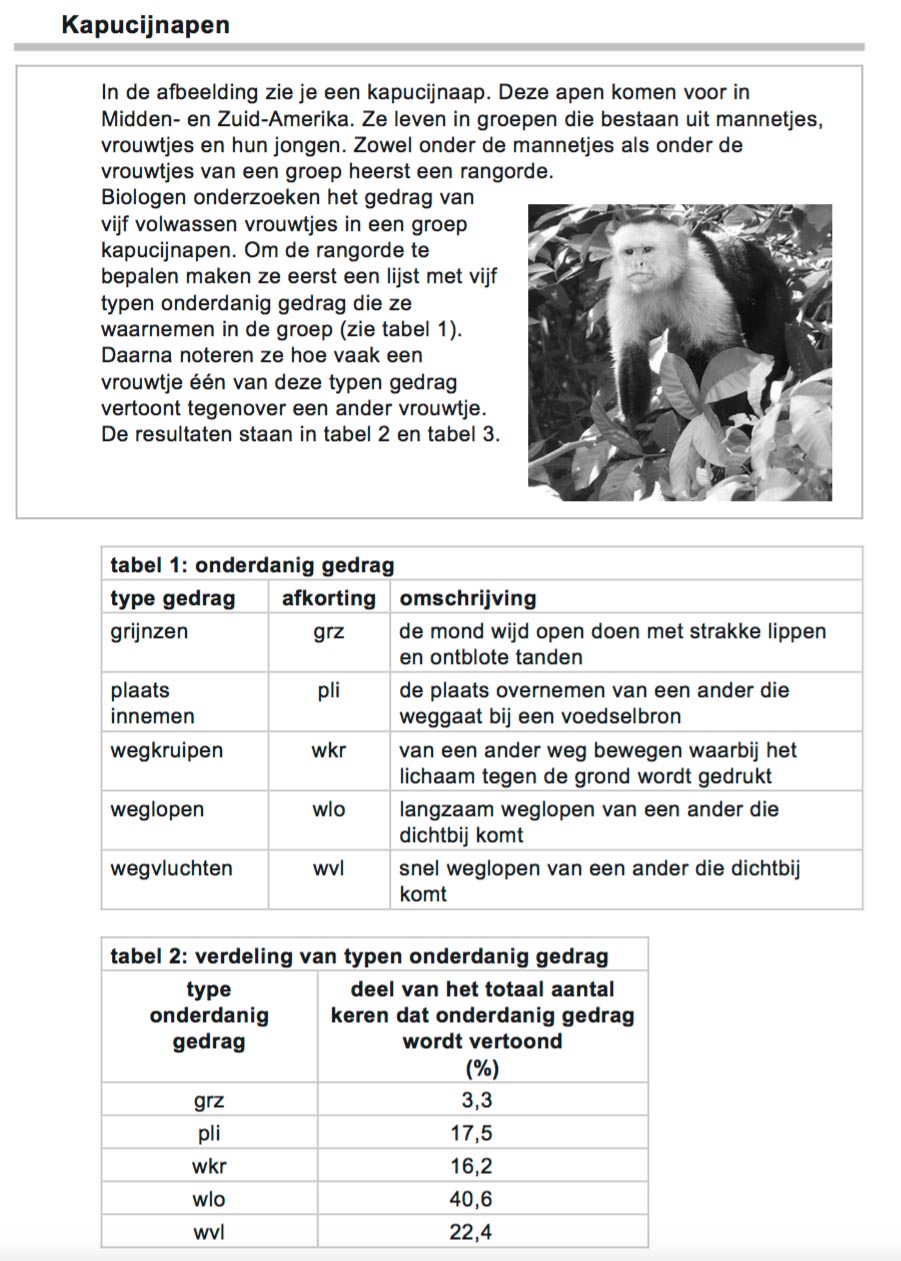 Kapucijnapen
In de afbeelding zie je een kapucijnaap. Deze apen komen voor in
Midden- en Zuid-Amerika. Ze leven in groepen die bestaan uit mannetjes,
vrouwtjes en hun jongen. Zowel onder de mannetjes als onder de
vrouwtjes van een groep heerst een rangorde.
Biologen onderzoeken het gedrag van
vijf volwassen vrouwtjes in een groep
kapucijnapen. Om de rangorde te
bepalen maken ze eerst een lijst met vijf
typen onderdanig gedrag die ze
waarnemen in de groep (zie tabel 1).
Daarna noteren ze hoe vaak een
vrouwtje één van deze typen gedrag
vertoont tegenover een ander vrouwtje.
De resultaten staan in tabel 2 en tabel 3.
tabel 1: onderdanig gedrag
type gedrag afkorting omschrijving
grijnzen grz de mond wijd open doen met strakke lippen
en ontblote tanden
plaats pli de plaats overnemen van een ander die
innemen weggaat bij een voedselbron
wegkruipen wkr van een ander weg bewegen waarbij het
lichaam tegen de grond wordt gedrukt
weglopen wlo langzaam weglopen van een ander die
dichtbij komt
wegvluchten wvl snel weglopen van een ander die dichtbij
komt
tabel 2: verdeling van typen onderdanig gedrag
type deel van het totaal aantal
onderdanig keren dat onderdanig gedrag
gedrag wordt vertoond
(%)
grz 3,3
pli 17,5
wkr 16,2
wlo 40,6
wvl 22,4